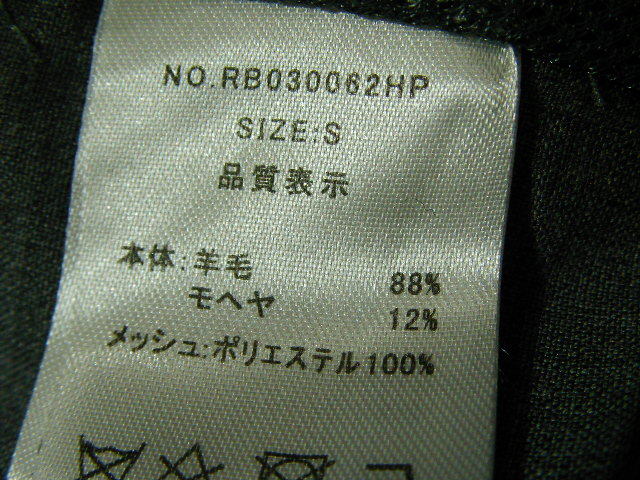 NO.RB030062HP
SIZE:S
品質表示
本体:羊毛 88%
モヘヤ 12%
メッシュ:ポリエステル100%